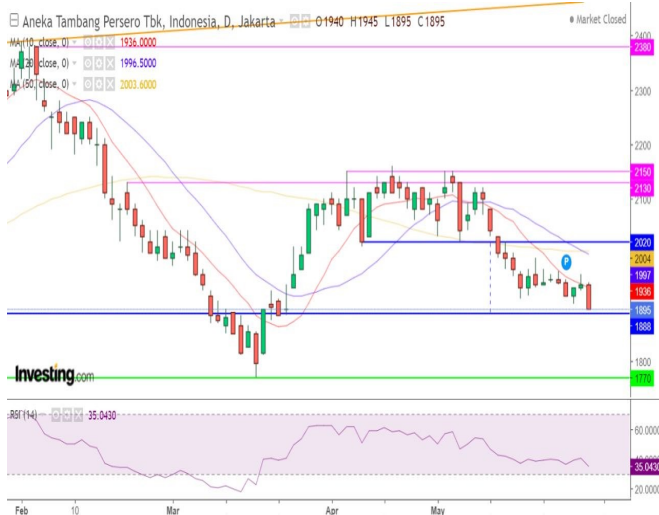 Aneka Tambang Persero Tbk, Indonesia, D, Jakarta O1940 H1945 L1895 C1895
Market Closed
MA (10, close, 0) 1936.0000
MA (20, close, 0) 1996.5000
MA (50, close, 0) 2003.6000
2400
2380
2300
2200
2150
2130
2100
2020
2004
1997
1936
1895
1888
1800
1770
P
Investing.com
RSI (14) 35.0430
60.0000
40.0000
35.0430
20.0000
Feb 10 Mar Apr May